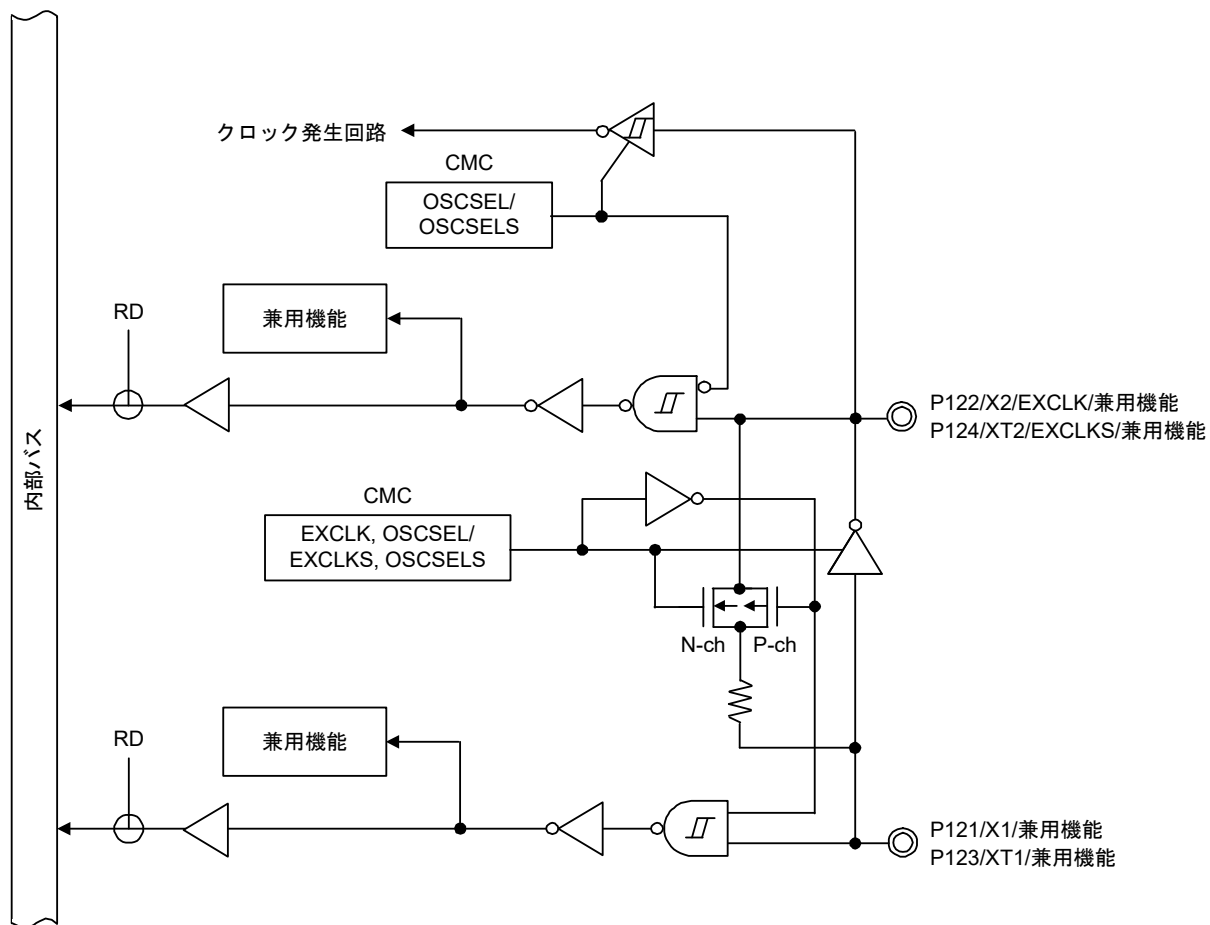 クロック発生回路
CMC
OSCSEL/
OSCSELS
RD
兼用機能
P122/X2/EXCLK/兼用機能
P124/XT2/EXCLKS/兼用機能
内部バス
CMC
EXCLK, OSCSEL/
EXCLKS, OSCSELS
N-ch
P-ch
RD
兼用機能
P121/X1/兼用機能
P123/XT1/兼用機能